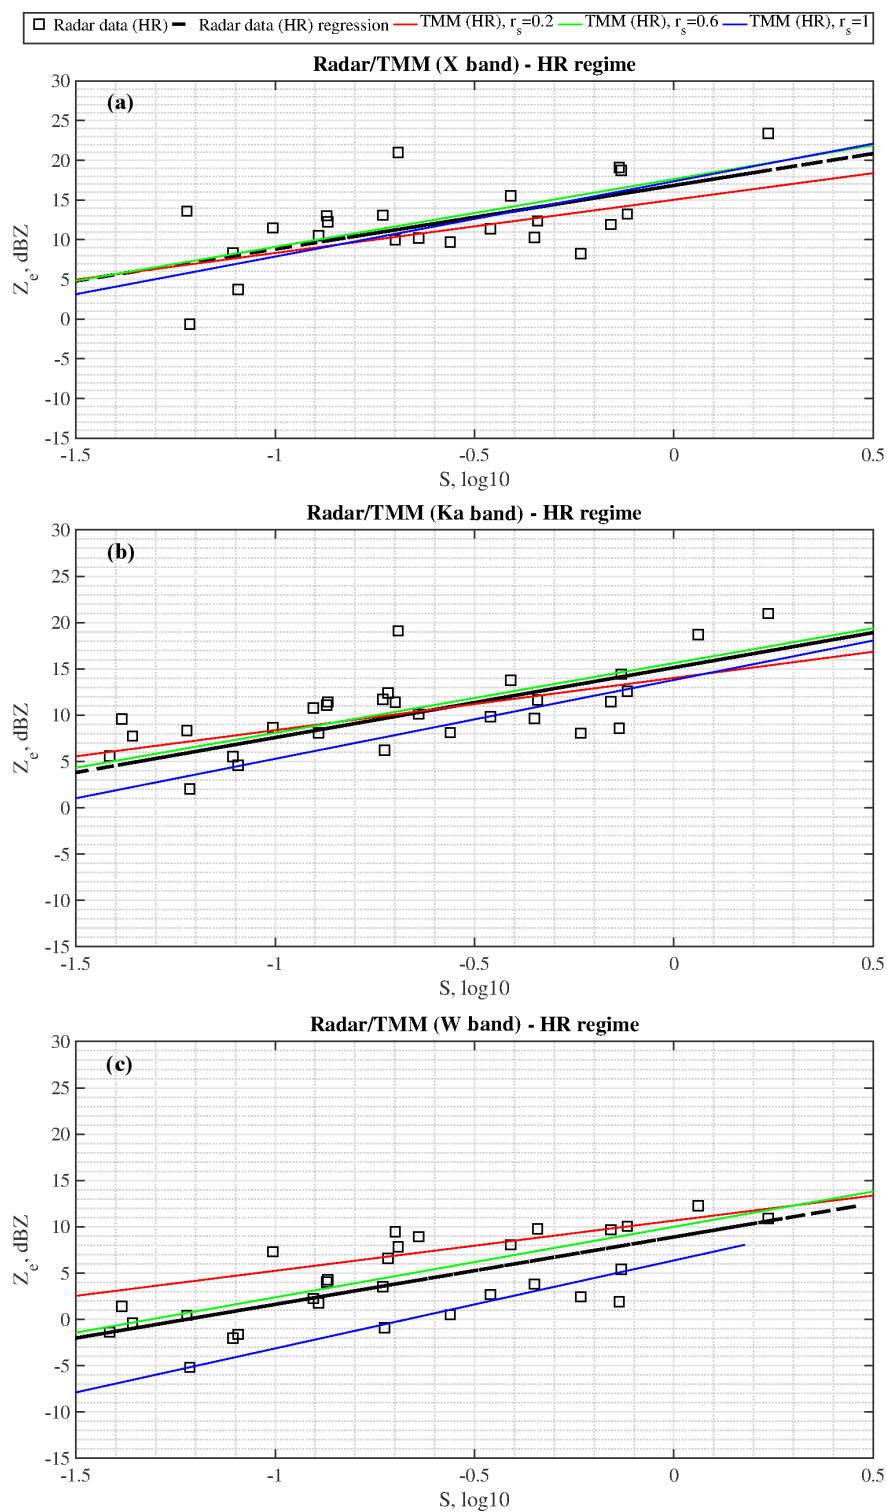 Radar data (HR) Radar data (HR) regression TMM (HR), r_s=0.2 TMM (HR), r_s=0.6 TMM (HR), r_s=1
Radar/TMM (X band) - HR regime
(a)
30
25
20
15
10
5
0
-5
-10
-15
Z_e, dBZ
-1.5 -1 -0.5 0 0.5
S, log10
Radar/TMM (Ka band) - HR regime
(b)
30
25
20
15
10
5
0
-5
-10
-15
Z_e, dBZ
-1.5 -1 -0.5 0 0.5
S, log10
Radar/TMM (W band) - HR regime
(c)
30
25
20
15
10
5
0
-5
-10
-15
Z_e, dBZ
-1.5 -1 -0.5 0 0.5
S, log10